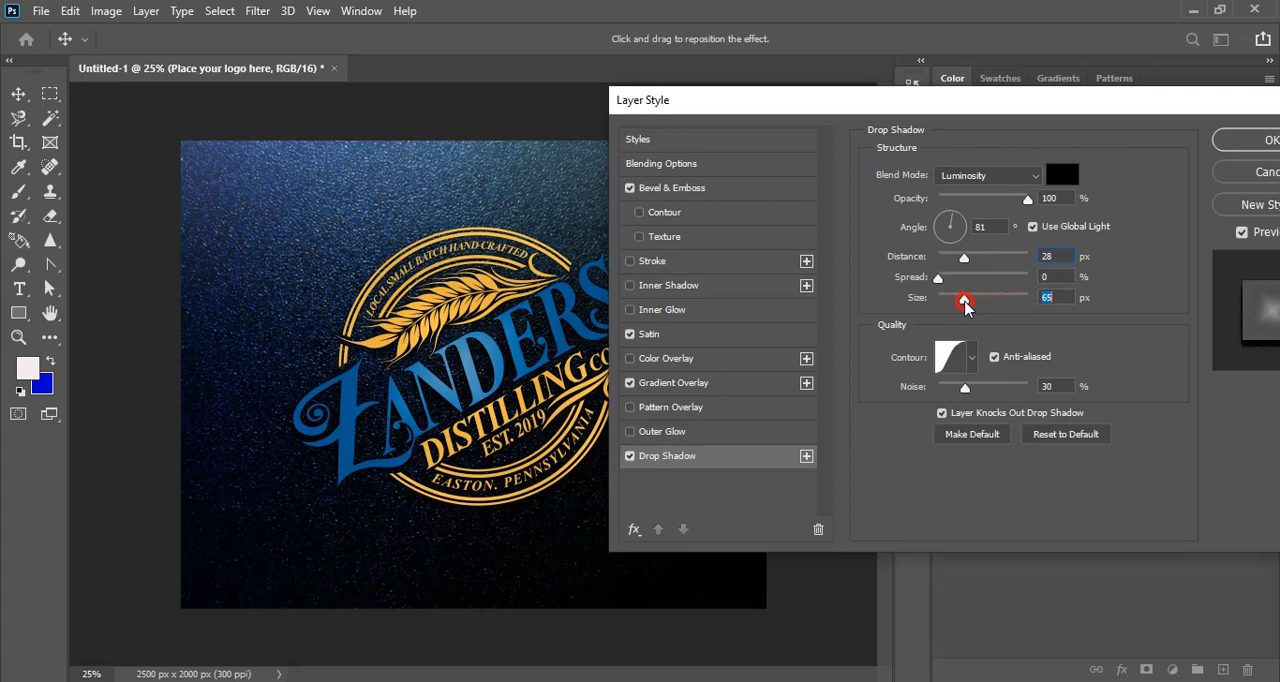 Ps File Edit Image Layer Type Select Filter 3D View Window Help
Click and drag to reposition the effect.
Untitled-1 @ 25% (Place your logo here, RGB/16) * ×
Color Swatches Gradients Patterns
Layer Style
Styles
Blending Options
Bevel & Emboss
Contour
Texture
Stroke
Inner Shadow
Inner Glow
Satin
Color Overlay
Gradient Overlay
Pattern Overlay
Outer Glow
Drop Shadow
fx
Drop Shadow
Structure
Blend Mode: Luminosity
Opacity: 100 %
Angle: 81 ° Use Global Light
Distance: 28 px
Spread: 0 %
Size: 65 px
Quality
Contour: Anti-aliased
Noise: 30 %
Layer Knocks Out Drop Shadow
Make Default Reset to Default
OK
Canc
New Sty
Previ
LOCAL SMALL BATCH HAND-CRAFTED
ZANDERS
DISTILLING CO
EST. 2019
EASTON, PENNSYLVANIA
25% 2500 px x 2000 px (300 ppi)
fx